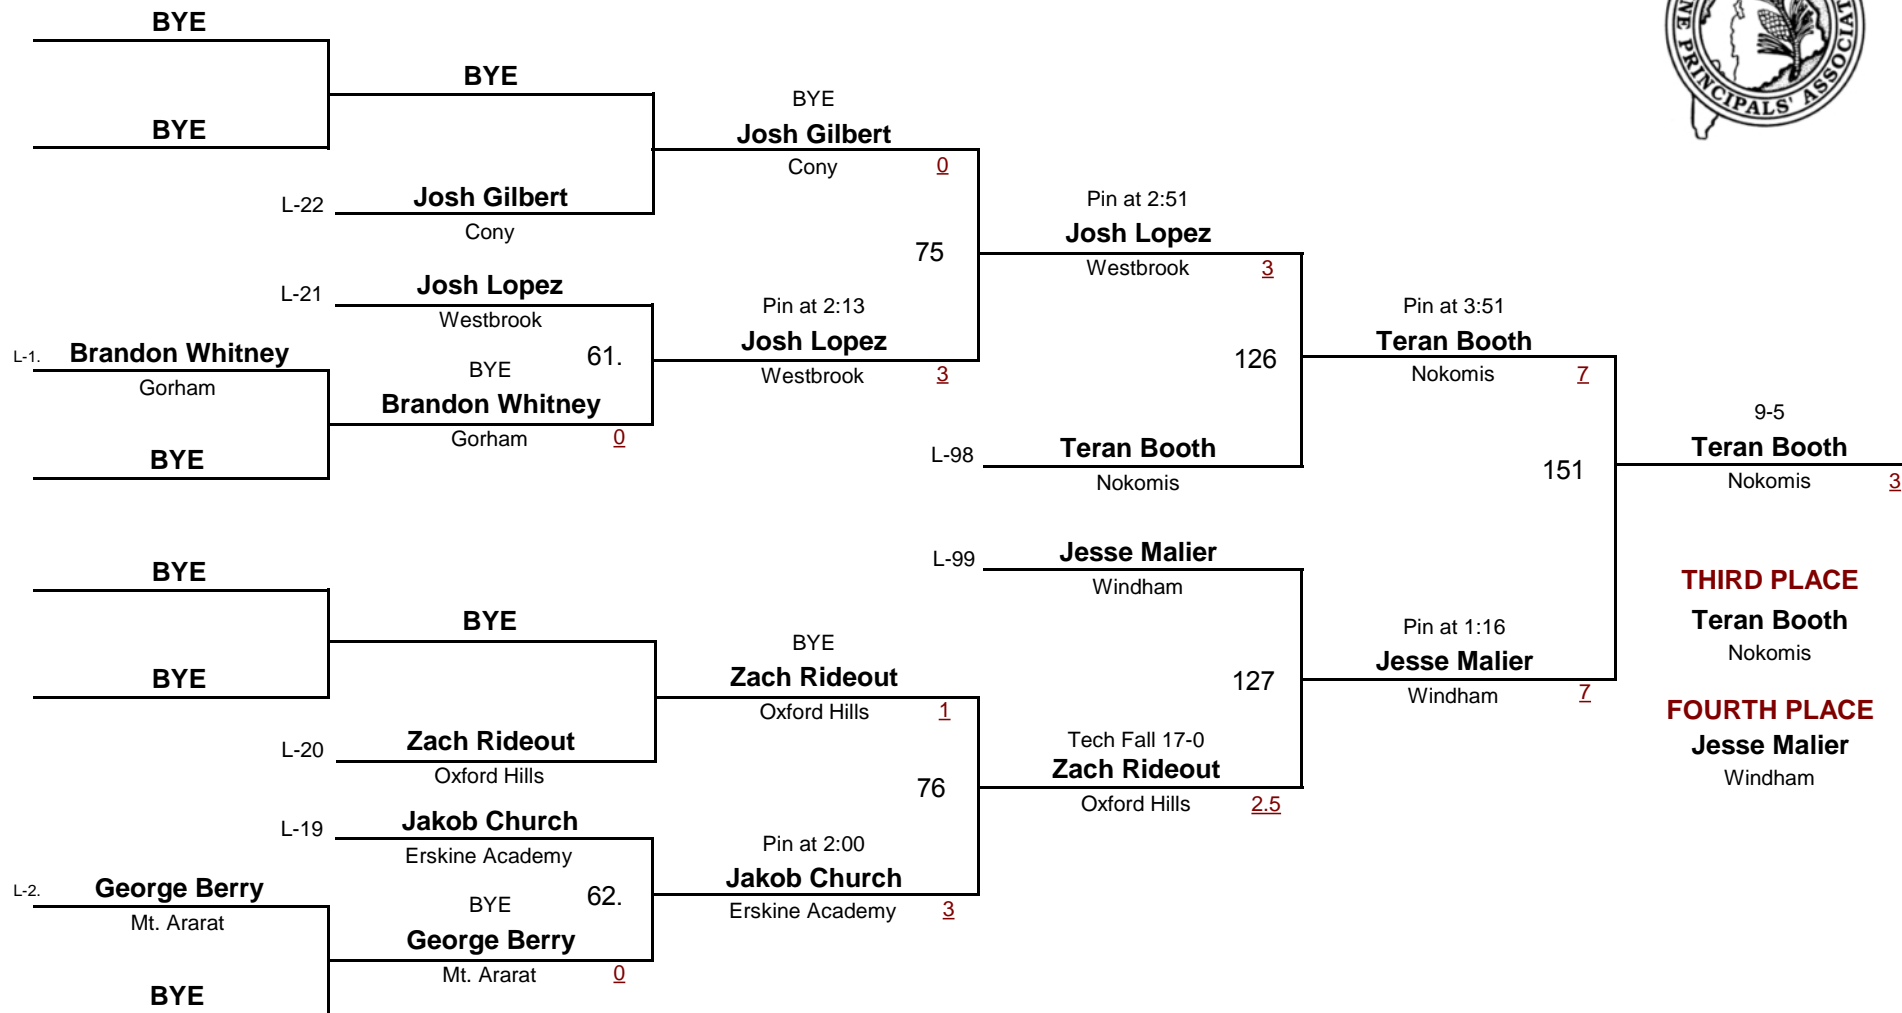 BYE
BYE
BYE
BYE
Josh Gilbert
Cony
0
L-22
Josh Gilbert
Cony
75
Pin at 2:51
Josh Lopez
Westbrook
3
L-21
Josh Lopez
Westbrook
Pin at 2:13
Josh Lopez
Westbrook
3
L-1.
Brandon Whitney
Gorham
BYE
61.
Brandon Whitney
Gorham
0
BYE
126
Pin at 3:51
Teran Booth
Nokomis
7
L-98
Teran Booth
Nokomis
151
9-5
Teran Booth
Nokomis
3
L-99
Jesse Malier
Windham
BYE
BYE
BYE
BYE
Zach Rideout
Oxford Hills
1
127
Pin at 1:16
Jesse Malier
Windham
7
THIRD PLACE
Teran Booth
Nokomis
FOURTH PLACE
Jesse Malier
Windham
L-20
Zach Rideout
Oxford Hills
76
Tech Fall 17-0
Zach Rideout
Oxford Hills
2.5
L-19
Jakob Church
Erskine Academy
Pin at 2:00
Jakob Church
Erskine Academy
3
L-2.
George Berry
Mt. Ararat
BYE
62.
George Berry
Mt. Ararat
0
BYE
PRINCIPALS'